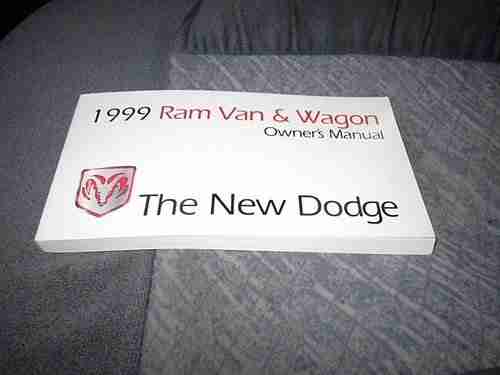 1999 Ram Van & Wagon
Owner's Manual
The New Dodge